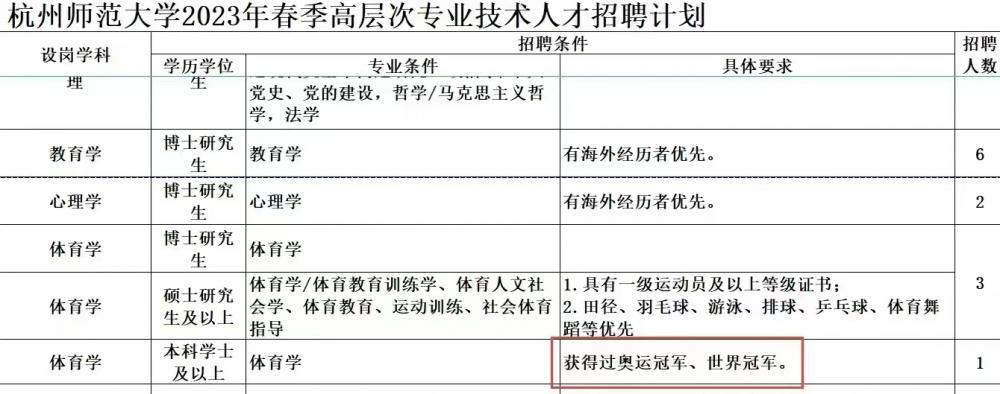 杭州师范大学2023年春季高层次专业技术人才招聘计划
设岗学科
招聘条件
招聘
人数
学历学位
专业条件
具体要求
理
生
党史、党的建设，哲学/马克思主义哲
学，法学
教育学
博士研究
生
教育学
有海外经历者优先。
6
心理学
博士研究
生
心理学
有海外经历者优先。
2
体育学
博士研究
生
体育学
3
体育学
硕士研究
生及以上
体育学/体育教育训练学、体育人文社
会学、体育教育、运动训练、社会体育
指导
1.具有一级运动员及以上等级证书；
2.田径、羽毛球、游泳、排球、乒乓球、体育舞
蹈等优先
体育学
本科学士
及以上
体育学
获得过奥运冠军、世界冠军。
1